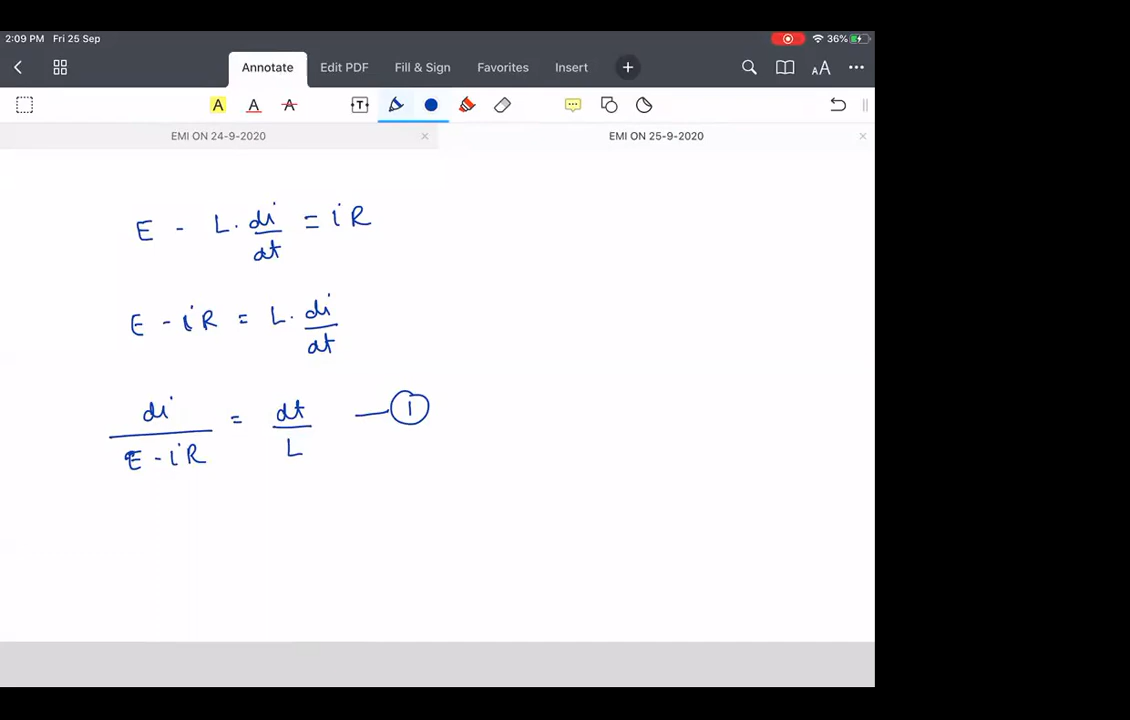 2:09 PM Fri 25 Sep 36%
Annotate Edit PDF Fill & Sign Favorites Insert + AA
A A A T
EMI ON 24-9-2020 × EMI ON 25-9-2020 ×
E - L. di/dt = iR
E - iR = L. di/dt
di/(E - iR) = dt/L — ①